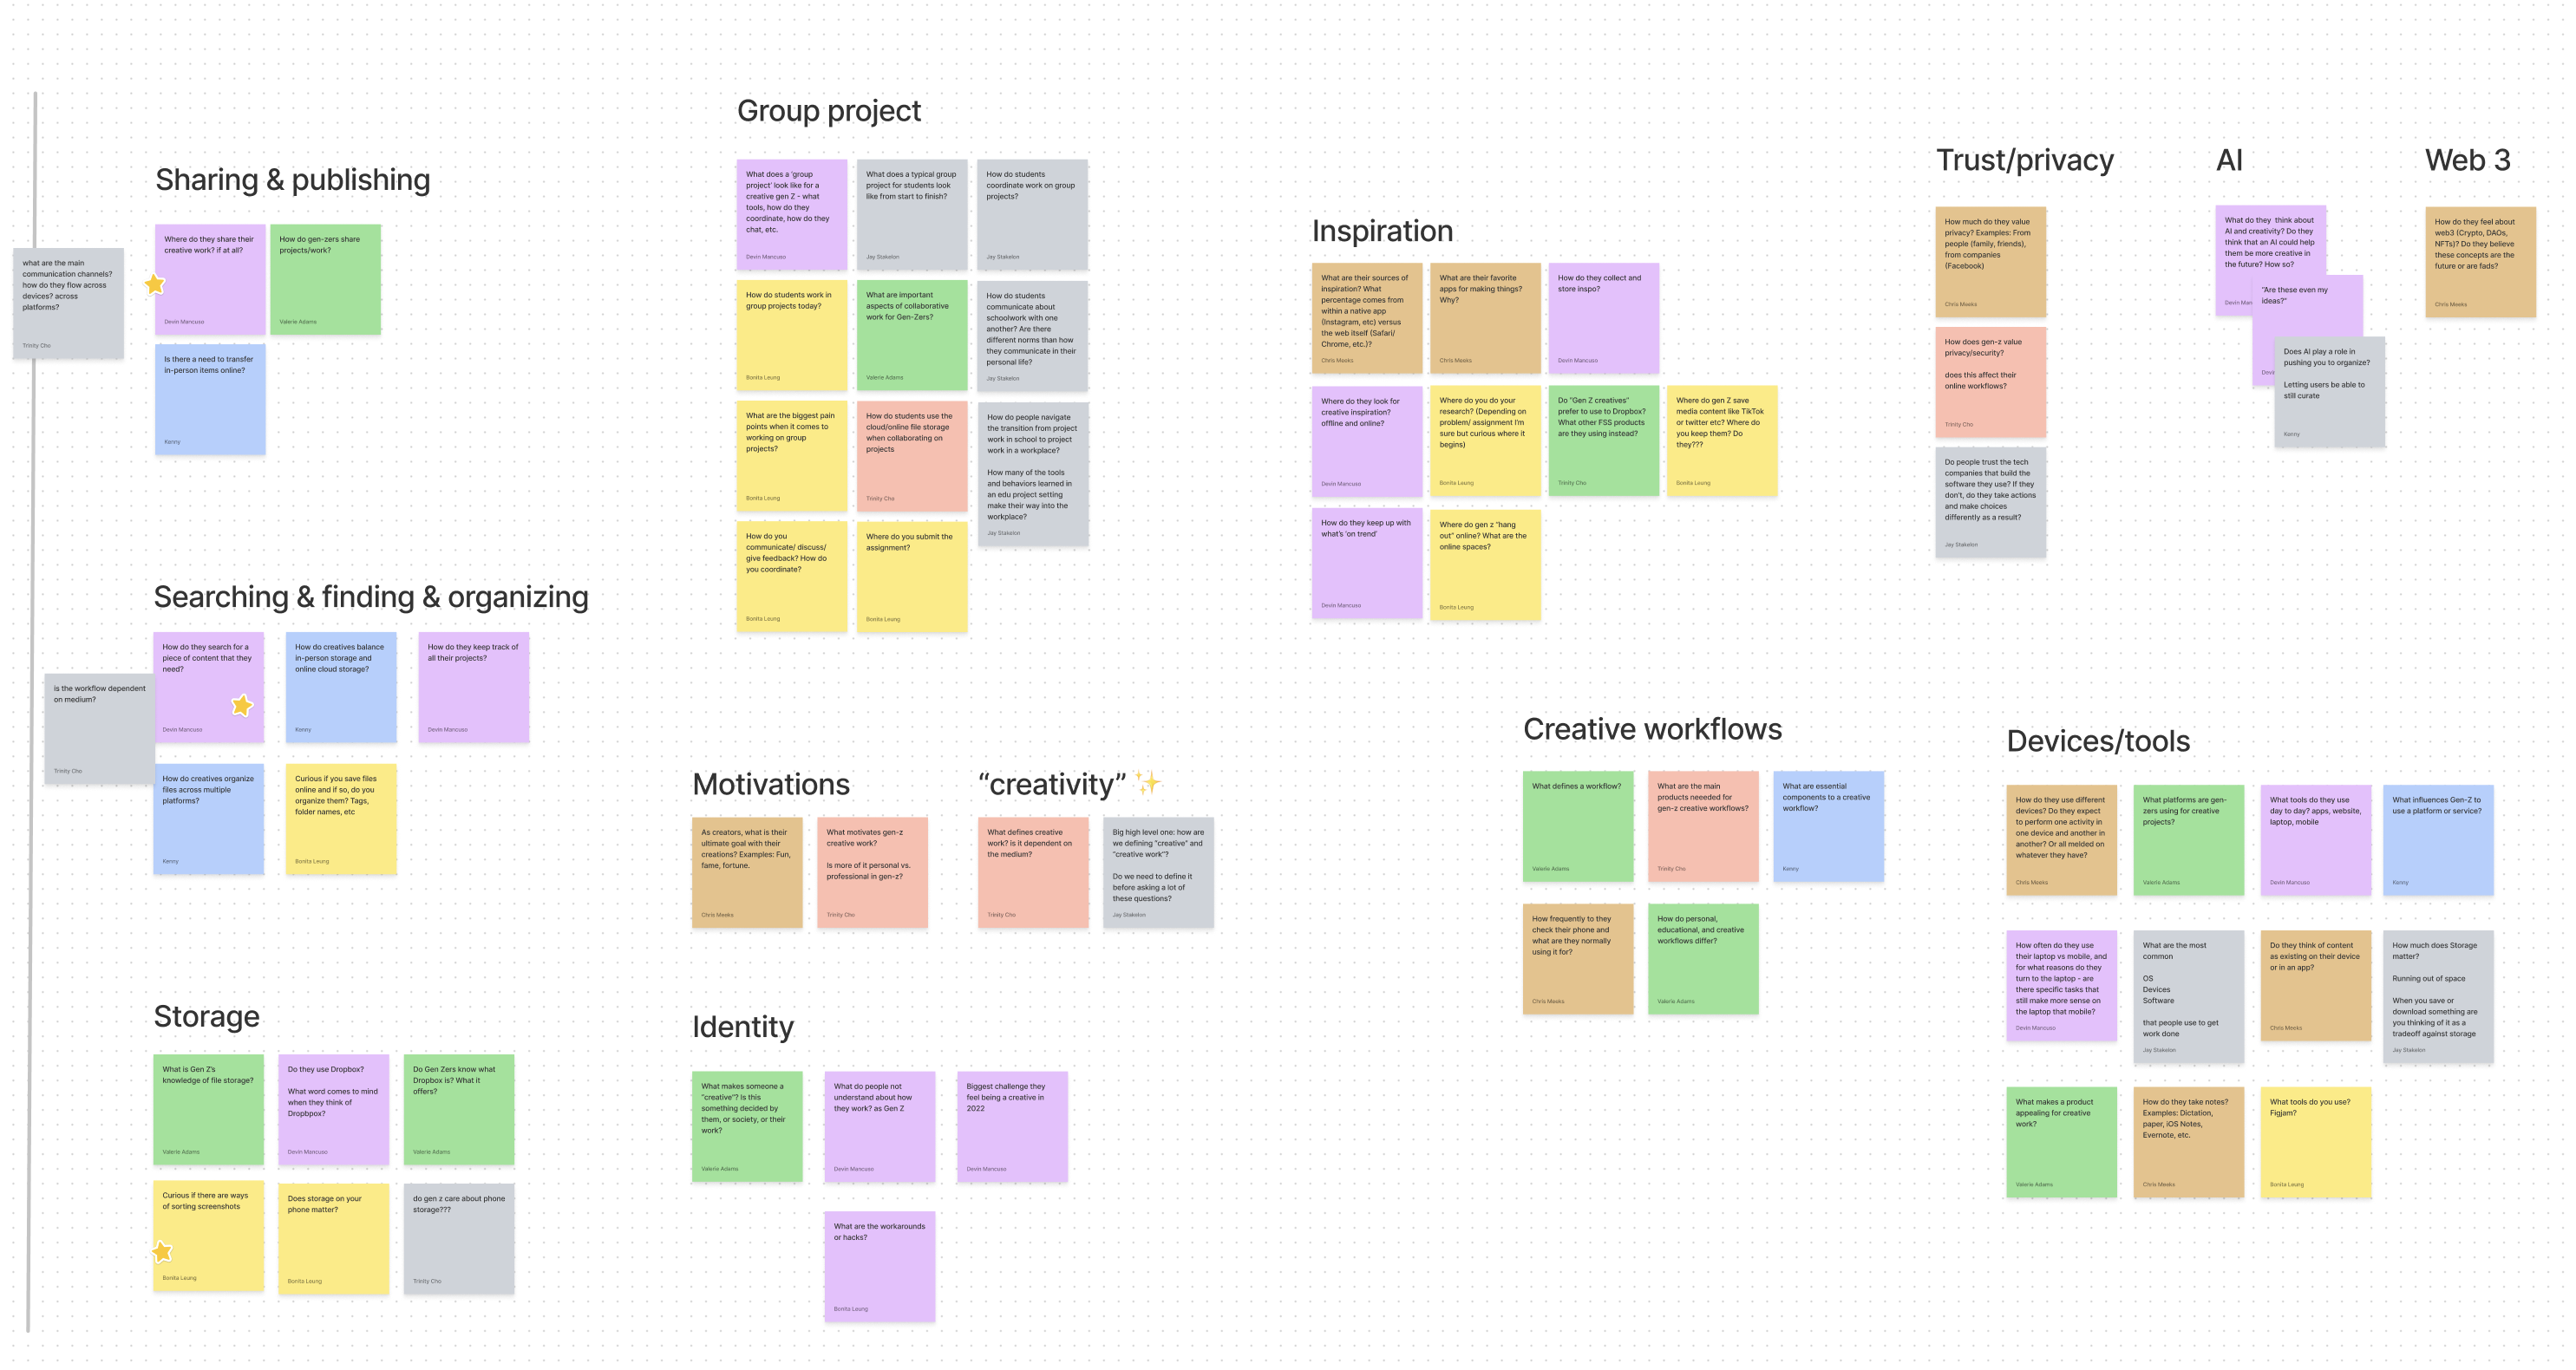 Sharing & publishing
what are the main
communication channels?
how do they flow across
devices? across
platforms?
Trinity Cho
Where do they share their
creative work? if at all?
Devin Mancuso
How do gen-zers share
projects/work?
Valerie Adams
Is there a need to transfer
in-person items online?
Kenny
Searching & finding & organizing
is the workflow dependent
on medium?
Trinity Cho
How do they search for a
piece of content that they
need?
Devin Mancuso
How do creatives balance
in-person storage and
online cloud storage?
Kenny
How do they keep track of
all their projects?
Devin Mancuso
How do creatives organize
files across multiple
platforms?
Kenny
Curious if you save files
online and if so, do you
organize them? Tags,
folder names, etc
Bonita Leung
Storage
What is Gen Z's
knowledge of file storage?
Valerie Adams
Do they use Dropbox?
What word comes to mind
when they think of
Dropbpox?
Devin Mancuso
Do Gen Zers know what
Dropbox is? What it
offers?
Valerie Adams
Curious if there are ways
of sorting screenshots
Bonita Leung
Does storage on your
phone matter?
Bonita Leung
do gen z care about phone
storage???
Trinity Cho
Group project
What does a 'group
project' look like for a
creative gen Z - what
tools, how do they
coordinate, how do they
chat, etc.
Devin Mancuso
What does a typical group
project for students look
like from start to finish?
Jay Stakelon
How do students
coordinate work on group
projects?
Jay Stakelon
How do students work in
group projects today?
Bonita Leung
What are important
aspects of collaborative
work for Gen-Zers?
Valerie Adams
How do students
communicate about
schoolwork with one
another? Are there
different norms than how
they communicate in their
personal life?
Jay Stakelon
What are the biggest pain
points when it comes to
working on group
projects?
Bonita Leung
How do students use the
cloud/online file storage
when collaborating on
projects
Trinity Cho
How do people navigate
the transition from project
work in school to project
work in a workplace?
How many of the tools
and behaviors learned in
an edu project setting
make their way into the
workplace?
Jay Stakelon
How do you
communicate/ discuss/
give feedback? How do
you coordinate?
Bonita Leung
Where do you submit the
assignment?
Bonita Leung
Motivations
As creators, what is their
ultimate goal with their
creations? Examples: Fun,
fame, fortune.
Chris Meeks
What motivates gen-z
creative work?
Is more of it personal vs.
professional in gen-z?
Trinity Cho
“creativity” ✨
What defines creative
work? is it dependent on
the medium?
Trinity Cho
Big high level one: how are
we defining "creative" and
"creative work"?
Do we need to define it
before asking a lot of
these questions?
Jay Stakelon
Identity
What makes someone a
"creative"? Is this
something decided by
them, or society, or their
work?
Valerie Adams
What do people not
understand about how
they work? as Gen Z
Devin Mancuso
Biggest challenge they
feel being a creative in
2022
Devin Mancuso
What are the workarounds
or hacks?
Bonita Leung
Inspiration
What are their sources of
inspiration? What
percentage comes from
within a native app
(Instagram, etc) versus
the web itself (Safari/
Chrome, etc.)?
Chris Meeks
What are their favorite
apps for making things?
Why?
Chris Meeks
How do they collect and
store inspo?
Devin Mancuso
Where do they look for
creative inspiration?
offline and online?
Devin Mancuso
Where do you do your
research? (Depending on
problem/ assignment I'm
sure but curious where it
begins)
Bonita Leung
Do "Gen Z creatives"
prefer to use to Dropbox?
What other FSS products
are they using instead?
Trinity Cho
Where do gen Z save
media content like TikTok
or twitter etc? Where do
you keep them? Do
they???
Bonita Leung
How do they keep up with
what's 'on trend'
Devin Mancuso
Where do gen z "hang
out" online? What are the
online spaces?
Bonita Leung
Creative workflows
What defines a workflow?
Valerie Adams
What are the main
products neeeded for
gen-z creative workflows?
Trinity Cho
What are essential
components to a creative
workflow?
Kenny
How frequently to they
check their phone and
what are they normally
using it for?
Chris Meeks
How do personal,
educational, and creative
workflows differ?
Valerie Adams
Trust/privacy
How much do they value
privacy? Examples: From
people (family, friends),
from companies
(Facebook)
Chris Meeks
How does gen-z value
privacy/security?
does this affect their
online workflows?
Trinity Cho
Do people trust the tech
companies that build the
software they use? If they
don't, do they take actions
and make choices
differently as a result?
Jay Stakelon
AI
What do they think about
AI and creativity? Do they
think that an AI could help
them be more creative in
the future? How so?
Devin Man
"Are these even my
ideas?"
Devi
Does AI play a role in
pushing you to organize?
Letting users be able to
still curate
Kenny
Web 3
How do they feel about
web3 (Crypto, DAOs,
NFTs)? Do they believe
these concepts are the
future or are fads?
Chris Meeks
Devices/tools
How do they use different
devices? Do they expect
to perform one activity in
one device and another in
another? Or all melded on
whatever they have?
Chris Meeks
What platforms are gen-
zers using for creative
projects?
Valerie Adams
What tools do they use
day to day? apps, website,
laptop, mobile
Devin Mancuso
What influences Gen-Z to
use a platform or service?
Kenny
How often do they use
their laptop vs mobile, and
for what reasons do they
turn to the laptop - are
there specific tasks that
still make more sense on
the laptop that mobile?
Devin Mancuso
What are the most
common
OS
Devices
Software
that people use to get
work done
Jay Stakelon
Do they think of content
as existing on their device
or in an app?
Chris Meeks
How much does Storage
matter?
Running out of space
When you save or
download something are
you thinking of it as a
tradeoff against storage
Jay Stakelon
What makes a product
appealing for creative
work?
Valerie Adams
How do they take notes?
Examples: Dictation,
paper, iOS Notes,
Evernote, etc.
Chris Meeks
What tools do you use?
Figjam?
Bonita Leung